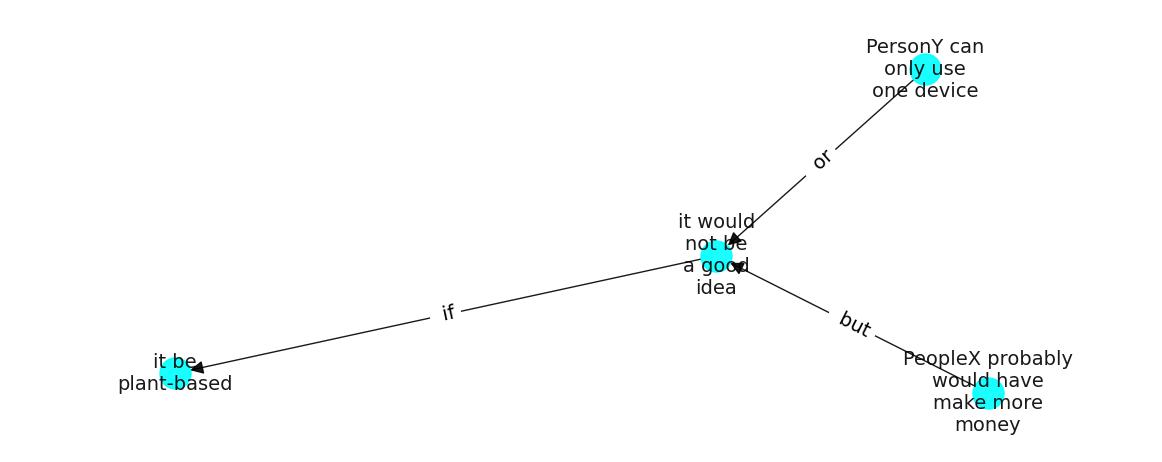 PersonY can
only use
one device
or
it would
not be
a good
idea
if
but
it be
plant-based
PeopleX probably
would have
make more
money